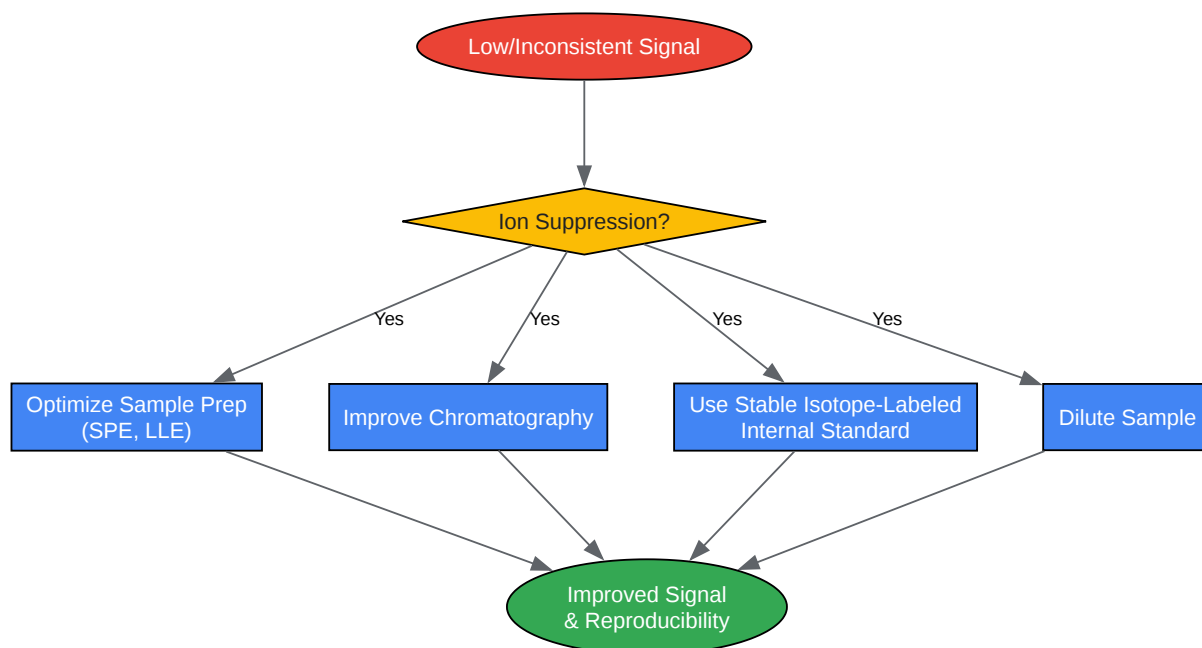 Low/Inconsistent Signal
Ion Suppression?
Yes
Yes
Yes
Yes
Optimize Sample Prep
(SPE, LLE)
Improve Chromatography
Use Stable Isotope-Labeled
Internal Standard
Dilute Sample
Improved Signal
& Reproducibility